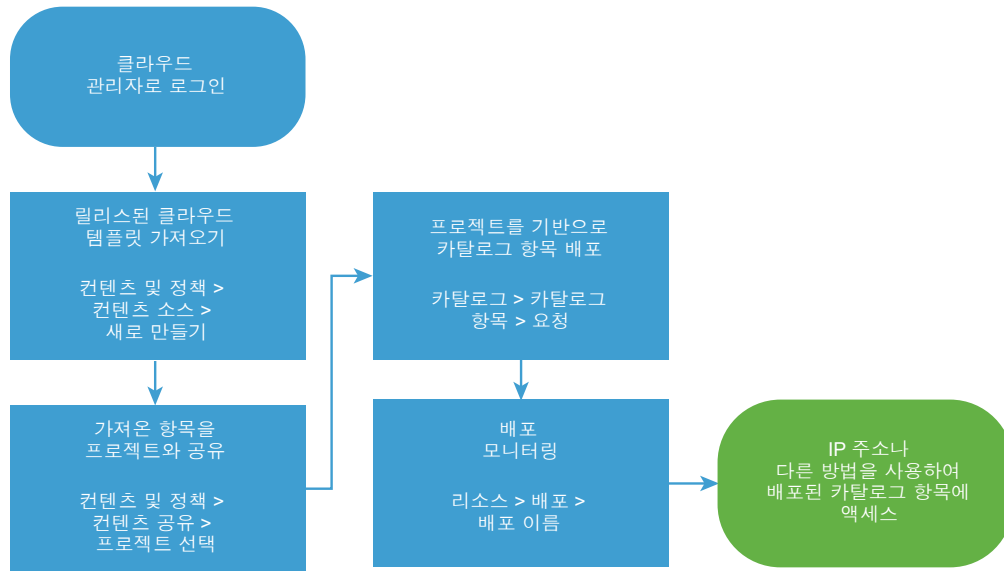 클라우드
관리자로 로그인
릴리스된 클라우드
템플릿 가져오기
컨텐츠 및 정책 >
컨텐츠 소스 >
새로 만들기
가져온 항목을
프로젝트와 공유
컨텐츠 및 정책 >
컨텐츠 공유 >
프로젝트 선택
프로젝트를 기반으로
카탈로그 항목 배포
카탈로그 > 카탈로그
항목 > 요청
배포
모니터링
리소스 > 배포 >
배포 이름
IP 주소나
다른 방법을 사용하여
배포된 카탈로그 항목에
액세스